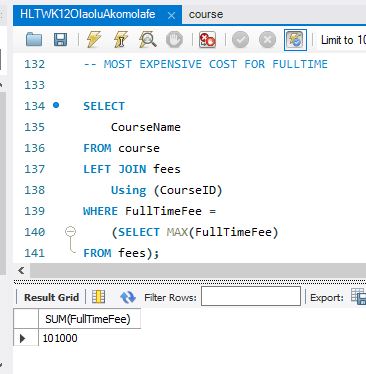 HLTWK12OlaoluAkomolafe course
Limit to 10
132 -- MOST EXPENSIVE COST FOR FULLTIME
133
134 SELECT
135 CourseName
136 FROM course
137 LEFT JOIN fees
138 Using (CourseID)
139 WHERE FullTimeFee =
140 (SELECT MAX(FullTimeFee)
141 FROM fees);
Result Grid Filter Rows: Export:
SUM(FullTimeFee)
101000